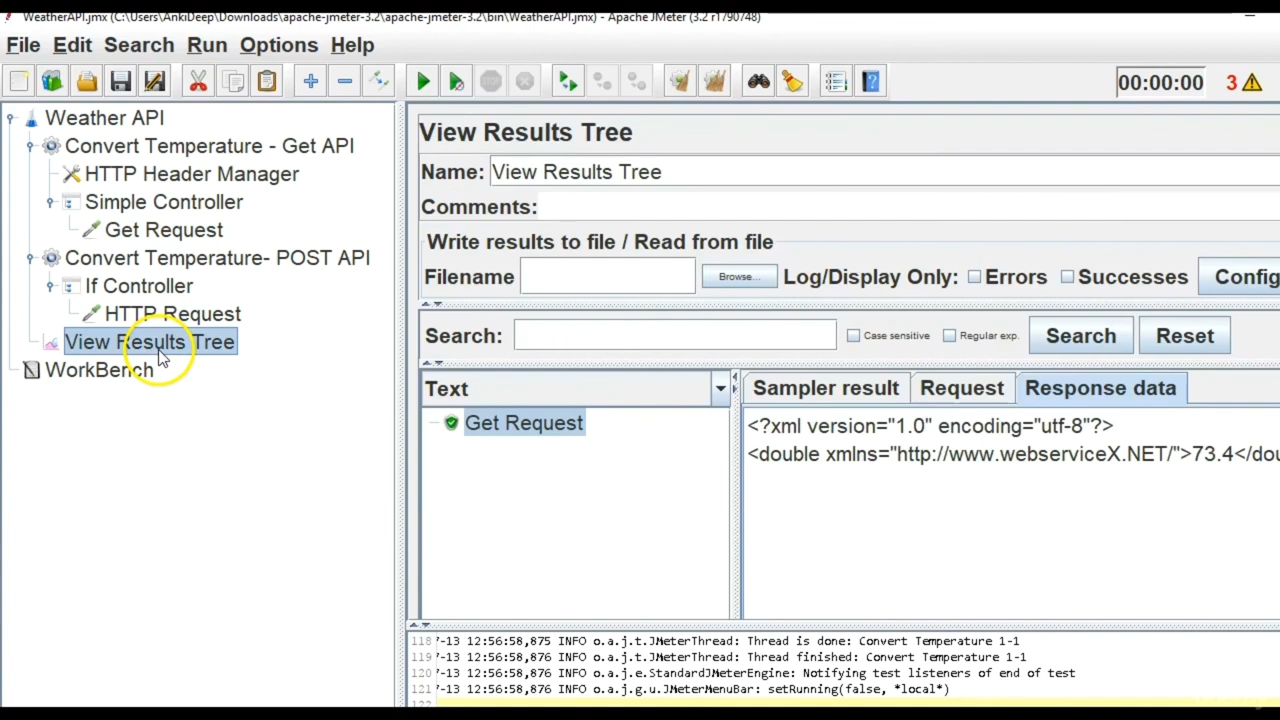 WeatherAPI.jmx (C:\Users\AnkiDeep\Downloads\apache-jmeter-3.2\apache-jmeter-3.2\bin\WeatherAPI.jmx) - Apache JMeter (3.2 r1790748)
File Edit Search Run Options Help
00:00:00 3
Weather API
Convert Temperature - Get API
HTTP Header Manager
Simple Controller
Get Request
Convert Temperature- POST API
If Controller
HTTP Request
View Results Tree
WorkBench
View Results Tree
Name: View Results Tree
Comments:
Write results to file / Read from file
Filename Browse... Log/Display Only: Errors Successes Config
Search: Case sensitive Regular exp. Search Reset
Text
Get Request
Sampler result Request Response data
<?xml version="1.0" encoding="utf-8"?>
<double xmlns="http://www.webserviceX.NET/">73.4</dou
118 7-13 12:56:58,875 INFO o.a.j.t.JMeterThread: Thread is done: Convert Temperature 1-1
119 7-13 12:56:58,876 INFO o.a.j.t.JMeterThread: Thread finished: Convert Temperature 1-1
120 7-13 12:56:58,876 INFO o.a.j.e.StandardJMeterEngine: Notifying test listeners of end of test
121 7-13 12:56:58,876 INFO o.a.j.g.u.JMeterMenuBar: setRunning(false, *local*)
122